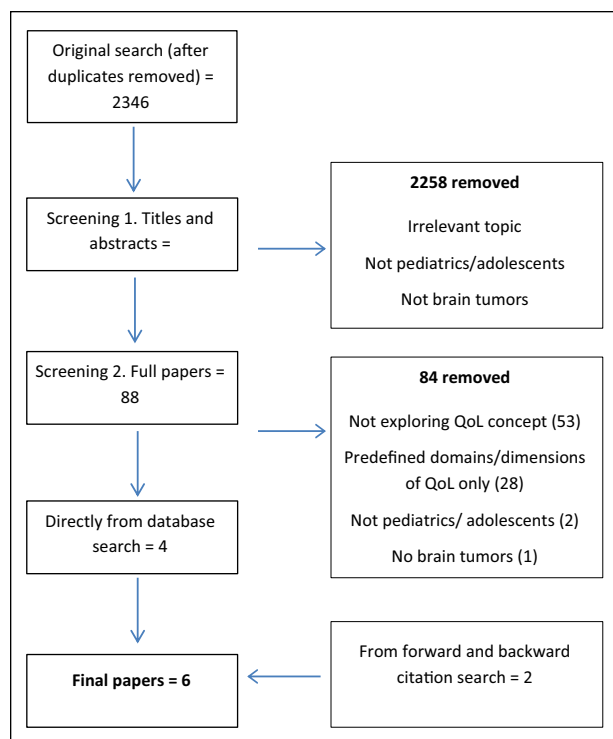 Original search (after
duplicates removed) =
2346
Screening 1. Titles and
abstracts =
2258 removed
Irrelevant topic
Not pediatrics/adolescents
Not brain tumors
Screening 2. Full papers =
88
84 removed
Not exploring QoL concept (53)
Predefined domains/dimensions
of QoL only (28)
Not pediatrics/ adolescents (2)
No brain tumors (1)
Directly from database
search = 4
Final papers = 6
From forward and backward
citation search = 2